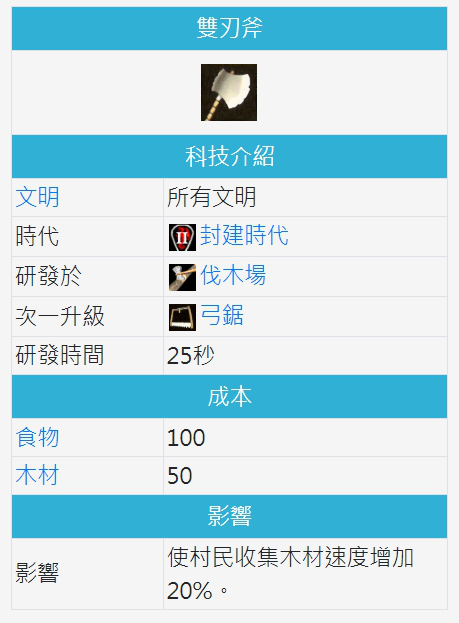 雙刃斧
科技介紹
文明 所有文明
時代 II 封建時代
研發於 伐木場
次一升級 弓鋸
研發時間 25秒
成本
食物 100
木材 50
影響
影響 使村民收集木材速度增加
20%。